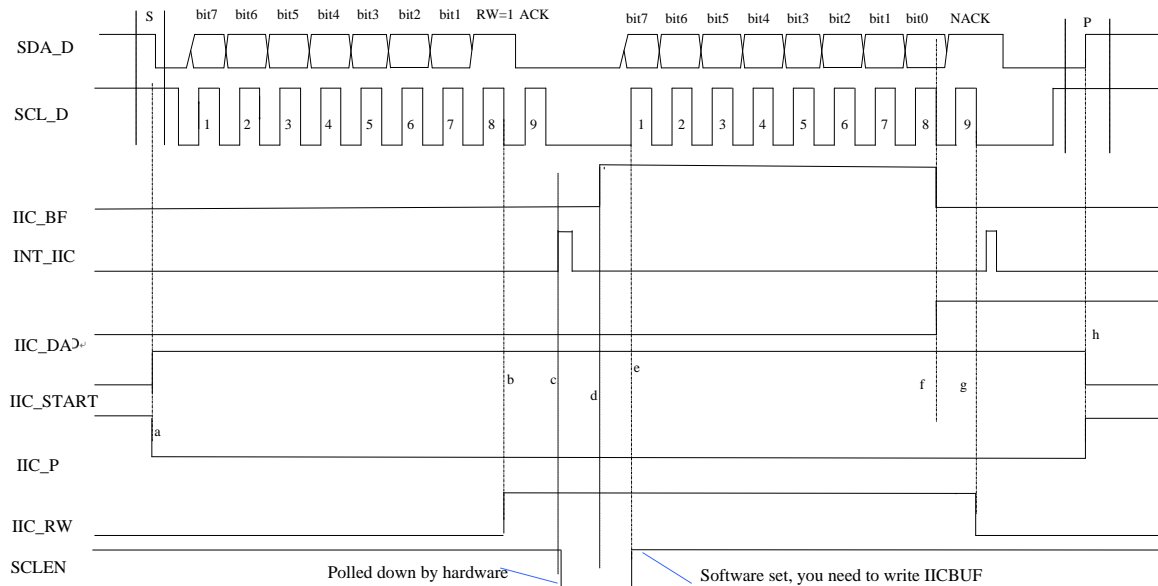 S bit7 bit6 bit5 bit4 bit3 bit2 bit1 RW=1 ACK bit7 bit6 bit5 bit4 bit3 bit2 bit1 bit0 NACK P
SDA_D
SCL_D
1 2 3 4 5 6 7 8 9 1 2 3 4 5 6 7 8 9
IIC_BF
INT_IIC
IIC_DA
h
b c d e f g
IIC_START
a
IIC_P
IIC_RW
SCLEN
Polled down by hardware
Software set, you need to write IICBUF